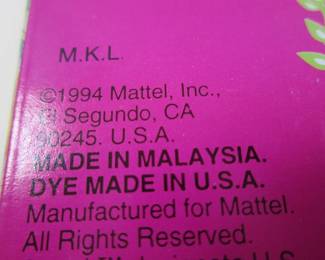 M.K.L.
©1994 Mattel, Inc.,
El Segundo, CA
90245. U.S.A.
MADE IN MALAYSIA.
DYE MADE IN U.S.A.
Manufactured for Mattel.
All Rights Reserved.